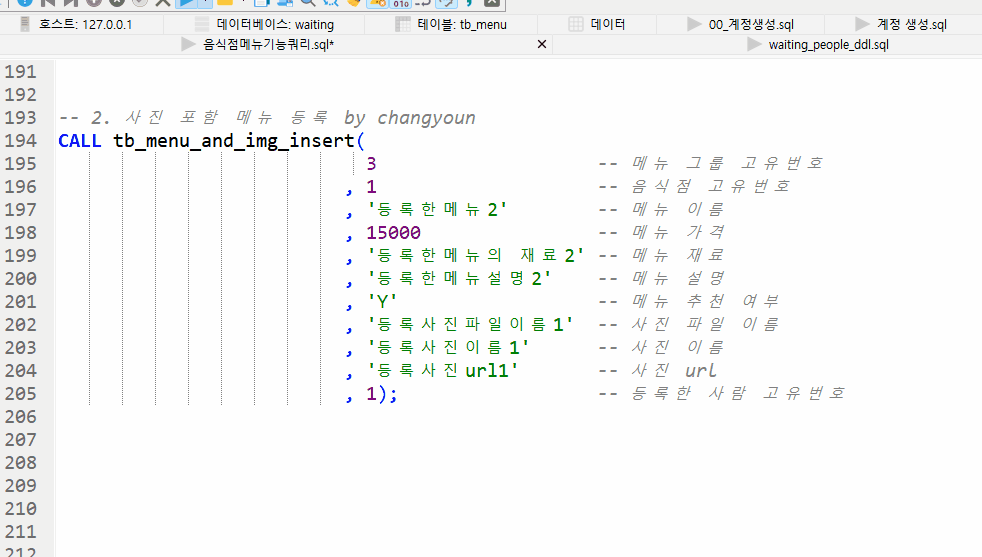 호스트: 127.0.0.1 데이터베이스: waiting 테이블: tb_menu 데이터 00_계정생성.sql 계정 생성.sql
음식점메뉴기능쿼리.sql* waiting_people_ddl.sql
191
192
193 -- 2. 사진 포함 메뉴 등록 by changyoun
194 CALL tb_menu_and_img_insert(
195 3 -- 메뉴 그룹 고유번호
196 , 1 -- 음식점 고유번호
197 , '등록한메뉴2' -- 메뉴 이름
198 , 15000 -- 메뉴 가격
199 , '등록한메뉴의 재료2' -- 메뉴 재료
200 , '등록한메뉴설명2' -- 메뉴 설명
201 , 'Y' -- 메뉴 추천 여부
202 , '등록사진파일이름1' -- 사진 파일 이름
203 , '등록사진이름1' -- 사진 이름
204 , '등록사진url1' -- 사진 url
205 , 1); -- 등록한 사람 고유번호
206
207
208
209
210
211
212